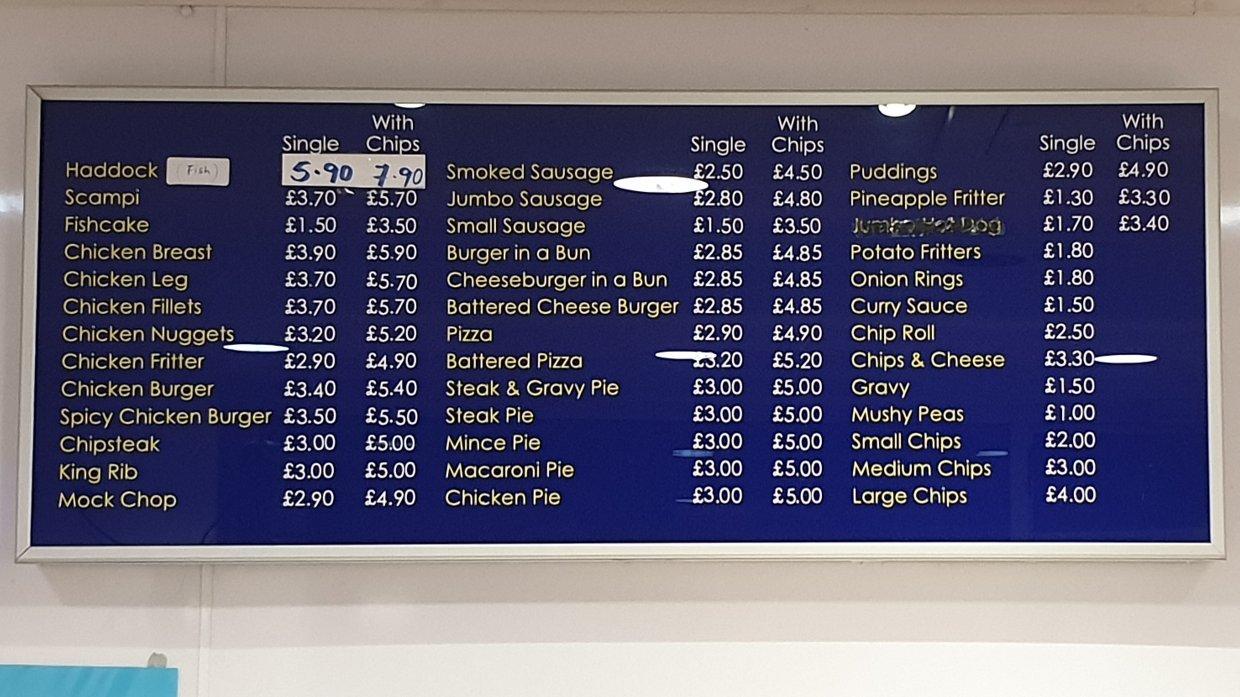 Single With Chips
Haddock (Fish) 5.90 7.90
Scampi £3.70 £5.70
Fishcake £1.50 £3.50
Chicken Breast £3.90 £5.90
Chicken Leg £3.70 £5.70
Chicken Fillets £3.70 £5.70
Chicken Nuggets £3.20 £5.20
Chicken Fritter £2.90 £4.90
Chicken Burger £3.40 £5.40
Spicy Chicken Burger £3.50 £5.50
Chipsteak £3.00 £5.00
King Rib £3.00 £5.00
Mock Chop £2.90 £4.90
Single With Chips
Smoked Sausage £2.50 £4.50
Jumbo Sausage £2.80 £4.80
Small Sausage £1.50 £3.50
Burger in a Bun £2.85 £4.85
Cheeseburger in a Bun £2.85 £4.85
Battered Cheese Burger £2.85 £4.85
Pizza £2.90 £4.90
Battered Pizza £3.20 £5.20
Steak & Gravy Pie £3.00 £5.00
Steak Pie £3.00 £5.00
Mince Pie £3.00 £5.00
Macaroni Pie £3.00 £5.00
Chicken Pie £3.00 £5.00
Single With Chips
Puddings £2.90 £4.90
Pineapple Fritter £1.30 £3.30
Jumbo Hot Dog £1.70 £3.40
Potato Fritters £1.80
Onion Rings £1.80
Curry Sauce £1.50
Chip Roll £2.50
Chips & Cheese £3.30
Gravy £1.50
Mushy Peas £1.00
Small Chips £2.00
Medium Chips £3.00
Large Chips £4.00